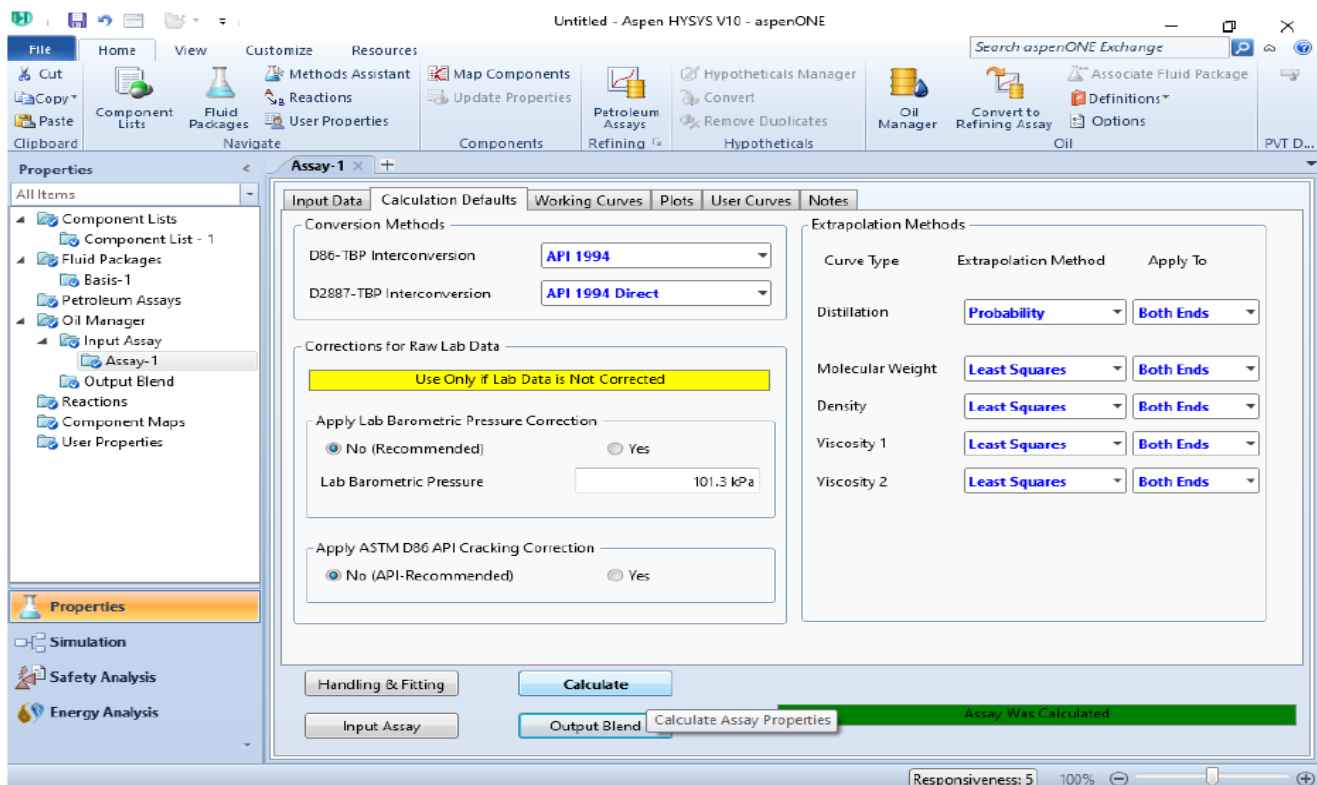 Untitled - Aspen HYSYS V10 - aspenONE
File Home View Customize Resources Search aspenONE Exchange
Cut
Copy
Paste
Clipboard
Component Lists
Fluid Packages
Methods Assistant
Reactions
User Properties
Navigate
Map Components
Update Properties
Components
Petroleum Assays
Refining
Hypotheticals Manager
Convert
Remove Duplicates
Hypotheticals
Oil Manager
Convert to Refining Assay
Associate Fluid Package
Definitions
Options
Oil
PVT D...
Properties
All Items
Component Lists
Component List - 1
Fluid Packages
Basis-1
Petroleum Assays
Oil Manager
Input Assay
Assay-1
Output Blend
Reactions
Component Maps
User Properties
Properties
Simulation
Safety Analysis
Energy Analysis
Assay-1
Input Data Calculation Defaults Working Curves Plots User Curves Notes
Conversion Methods
D86-TBP Interconversion API 1994
D2887-TBP Interconversion API 1994 Direct
Corrections for Raw Lab Data
Use Only if Lab Data is Not Corrected
Apply Lab Barometric Pressure Correction
No (Recommended) Yes
Lab Barometric Pressure 101.3 kPa
Apply ASTM D86 API Cracking Correction
No (API-Recommended) Yes
Extrapolation Methods
Curve Type Extrapolation Method Apply To
Distillation Probability Both Ends
Molecular Weight Least Squares Both Ends
Density Least Squares Both Ends
Viscosity 1 Least Squares Both Ends
Viscosity 2 Least Squares Both Ends
Handling & Fitting Calculate
Input Assay Output Blend Calculate Assay Properties Assay Was Calculated
Responsiveness: 5 100%